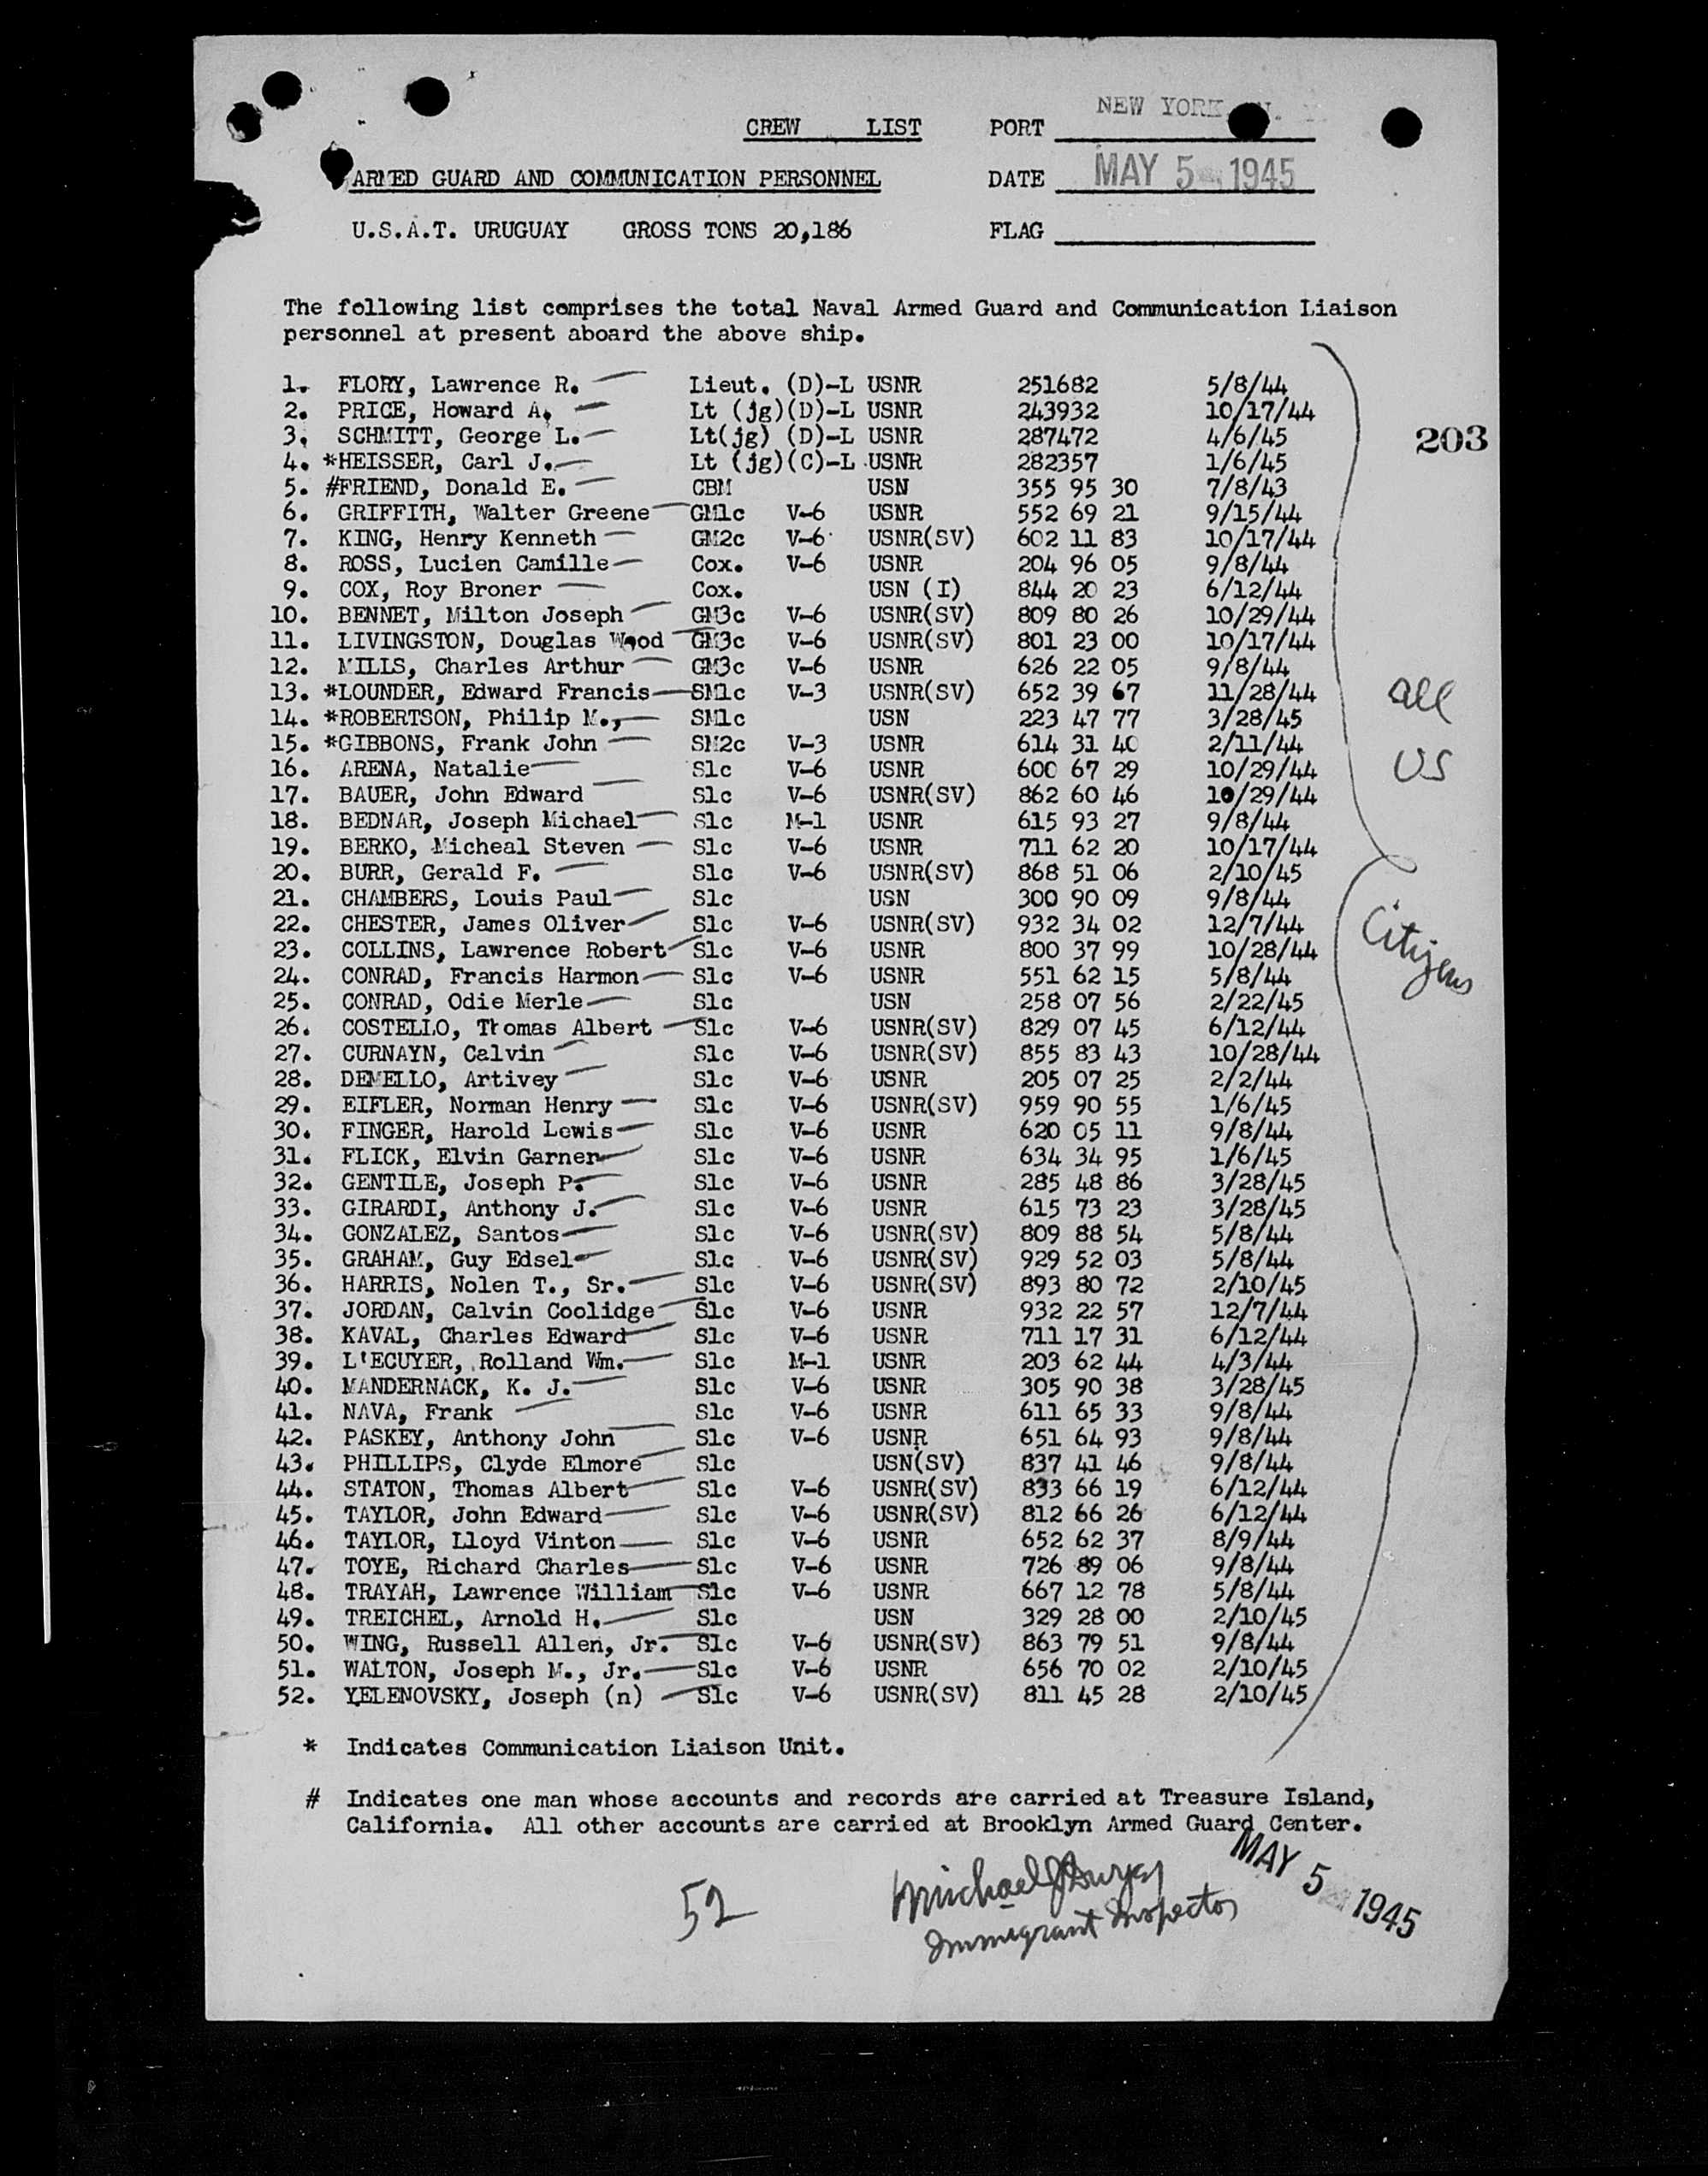 NEW YORK, N.
CREW LIST PORT
ARMED GUARD AND COMMUNICATION PERSONNEL DATE MAY 5 1945
U.S.A.T. URUGUAY GROSS TONS 20,186 FLAG
The following list comprises the total Naval Armed Guard and Communication Liaison
personnel at present aboard the above ship.
1. FLORY, Lawrence R. Lieut. (D)-L USNR 251682 5/8/44
2. PRICE, Howard A. Lt (jg)(D)-L USNR 243932 10/17/44
3. SCHMITT, George L. Lt(jg) (D)-L USNR 287472 4/6/45
203
4. *HEISSER, Carl J. Lt (jg)(C)-L USNR 282357 1/6/45
5. #FRIEND, Donald E. CBM USN 355 95 30 7/8/43
6. GRIFFITH, Walter Greene GM1c V-6 USNR 552 69 21 9/15/44
7. KING, Henry Kenneth GM2c V-6 USNR(SV) 602 11 83 10/17/44
8. ROSS, Lucien Camille Cox. V-6 USNR 204 96 05 9/8/44
9. COX, Roy Broner Cox. USN (I) 844 20 23 6/12/44
10. BENNET, Milton Joseph GM3c V-6 USNR(SV) 809 80 26 10/29/44
11. LIVINGSTON, Douglas Wood GM3c V-6 USNR(SV) 801 23 00 10/17/44
12. MILLS, Charles Arthur GM3c V-6 USNR 626 22 05 9/8/44
13. *LOUNDER, Edward Francis SM1c V-3 USNR(SV) 652 39 67 11/28/44
all
14. *ROBERTSON, Philip M., SM1c USN 223 47 77 3/28/45
15. *GIBBONS, Frank John SM2c V-3 USNR 614 31 40 2/11/44
16. ARENA, Natalie S1c V-6 USNR 600 67 29 10/29/44
US
17. BAUER, John Edward S1c V-6 USNR(SV) 862 60 46 10/29/44
18. BEDNAR, Joseph Michael S1c M-1 USNR 615 93 27 9/8/44
19. BERKO, Micheal Steven S1c V-6 USNR 711 62 20 10/17/44
20. BURR, Gerald F. S1c V-6 USNR(SV) 868 51 06 2/10/45
21. CHAMBERS, Louis Paul S1c USN 300 90 09 9/8/44
22. CHESTER, James Oliver S1c V-6 USNR(SV) 932 34 02 12/7/44
23. COLLINS, Lawrence Robert S1c V-6 USNR 800 37 99 10/28/44
Citizens
24. CONRAD, Francis Harmon S1c V-6 USNR 551 62 15 5/8/44
25. CONRAD, Odie Merle S1c USN 258 07 56 2/22/45
26. COSTELLO, Thomas Albert S1c V-6 USNR(SV) 829 07 45 6/12/44
27. CURNAYN, Calvin S1c V-6 USNR(SV) 855 83 43 10/28/44
28. DEMELLO, Artivey S1c V-6 USNR 205 07 25 2/2/44
29. EIFLER, Norman Henry S1c V-6 USNR(SV) 959 90 55 1/6/45
30. FINGER, Harold Lewis S1c V-6 USNR 620 05 11 9/8/44
31. FLICK, Elvin Garner S1c V-6 USNR 634 34 95 1/6/45
32. GENTILE, Joseph P. S1c V-6 USNR 285 48 86 3/28/45
33. GIRARDI, Anthony J. S1c V-6 USNR 615 73 23 3/28/45
34. GONZALEZ, Santos S1c V-6 USNR(SV) 809 88 54 5/8/44
35. GRAHAM, Guy Edsel S1c V-6 USNR(SV) 929 52 03 5/8/44
36. HARRIS, Nolen T., Sr. S1c V-6 USNR(SV) 893 80 72 2/10/45
37. JORDAN, Calvin Coolidge S1c V-6 USNR 932 22 57 12/7/44
38. KAVAL, Charles Edward S1c V-6 USNR 711 17 31 6/12/44
39. L'ECUYER, Rolland Wm. S1c M-1 USNR 203 62 44 4/3/44
40. MANDERNACK, K. J. S1c V-6 USNR 305 90 38 3/28/45
41. NAVA, Frank S1c V-6 USNR 611 65 33 9/8/44
42. PASKEY, Anthony John S1c V-6 USNR 651 64 93 9/8/44
43. PHILLIPS, Clyde Elmore S1c USN(SV) 837 41 46 9/8/44
44. STATON, Thomas Albert S1c V-6 USNR(SV) 833 66 19 6/12/44
45. TAYLOR, John Edward S1c V-6 USNR(SV) 812 66 26 6/12/44
46. TAYLOR, Lloyd Vinton S1c V-6 USNR 652 62 37 8/9/44
47. TOYE, Richard Charles S1c V-6 USNR 726 89 06 9/8/44
48. TRAYAH, Lawrence William S1c V-6 USNR 667 12 78 5/8/44
49. TREICHEL, Arnold H. S1c USN 329 28 00 2/10/45
50. WING, Russell Allen, Jr. S1c V-6 USNR(SV) 863 79 51 9/8/44
51. WALTON, Joseph M., Jr. S1c V-6 USNR 656 70 02 2/10/45
52. YELENOVSKY, Joseph (n) S1c V-6 USNR(SV) 811 45 28 2/10/45
* Indicates Communication Liaison Unit.
# Indicates one man whose accounts and records are carried at Treasure Island,
California. All other accounts are carried at Brooklyn Armed Guard Center.
MAY 5 1945
52 Michael J
Immigrant Inspector